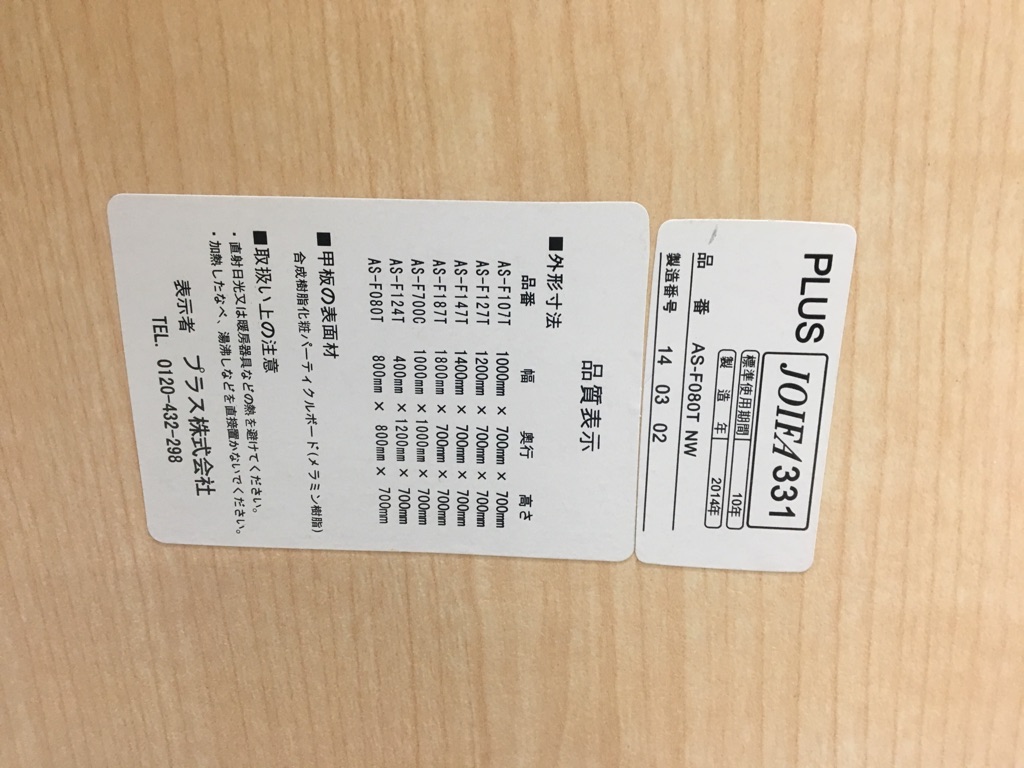 PLUS JOIFA331
標準使用期間 10年
製造年 2014年
品番 AS-F080T NW
製造番号 14 03 02
品質表示
■外形寸法
品番 幅 奥行 高さ
AS-F107T 1000mm × 700mm × 700mm
AS-F127T 1200mm × 700mm × 700mm
AS-F147T 1400mm × 700mm × 700mm
AS-F187T 1800mm × 700mm × 700mm
AS-F700C 1000mm × 1000mm × 700mm
AS-F124T 400mm × 1200mm × 700mm
AS-F080T 800mm × 800mm × 700mm
■甲板の表面材
合成樹脂化粧パーティクルボード(メラミン樹脂)
■取扱い上の注意
・直射日光又は暖房器具などの熱を避けてください。
・加熱したなべ、湯沸しなどを直接置かないでください。
表示者 プラス株式会社
TEL. 0120-432-298